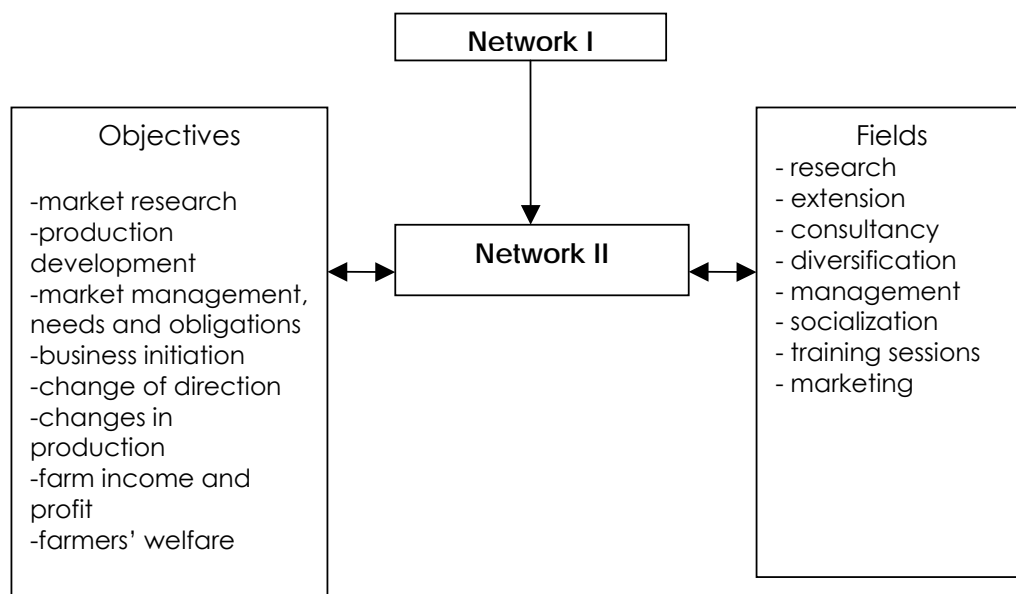 Network I
Objectives
-market research
-production
development
-market management,
needs and obligations
-business initiation
-change of direction
-changes in
production
-farm income and
profit
-farmers’ welfare
Network II
Fields
- research
- extension
- consultancy
- diversification
- management
- socialization
- training sessions
- marketing